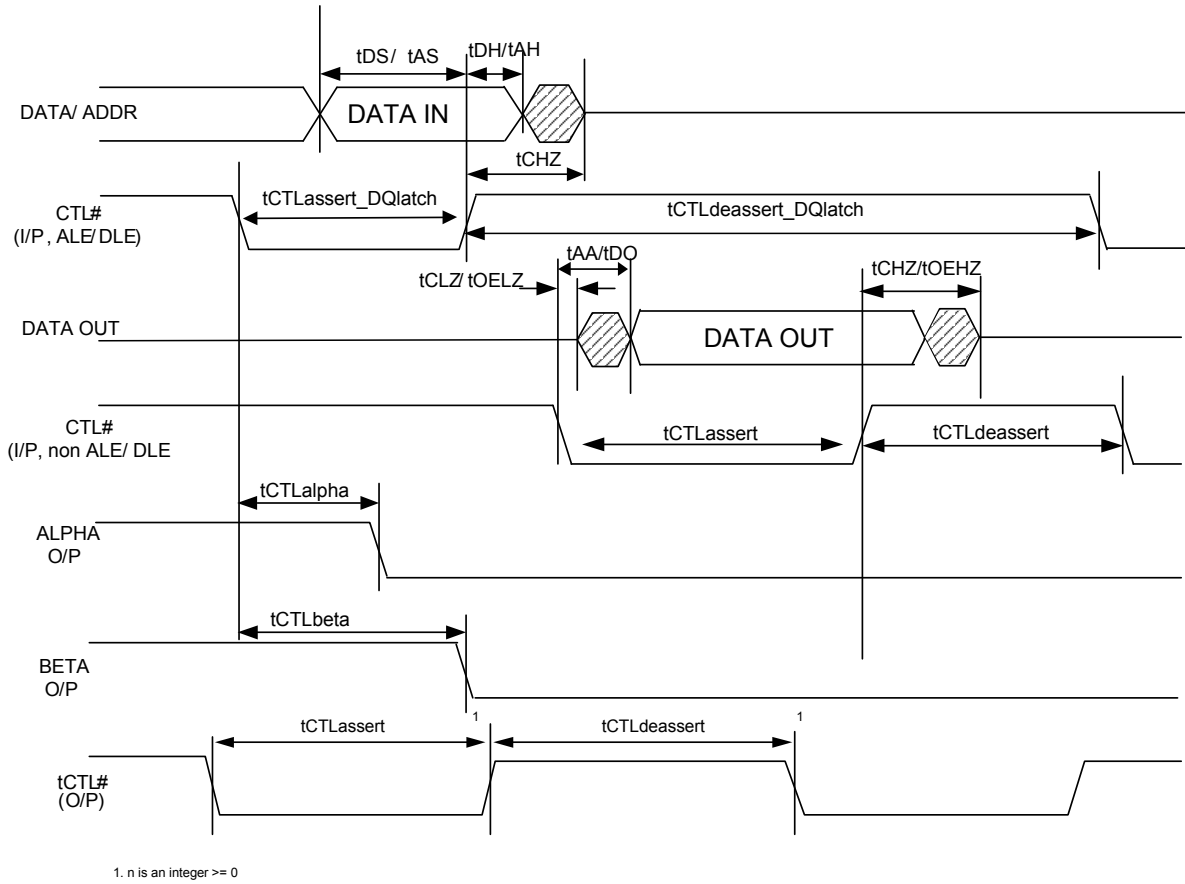 tDS/ tAS
tDH/tAH
DATA/ ADDR
DATA IN
tCHZ
tCTLassert_DQlatch
tCTLdeassert_DQlatch
CTL#
(I/P, ALE/ DLE)
tAA/tDO
tCLZ/ tOELZ
tCHZ/tOEHZ
DATA OUT
DATA OUT
CTL#
(I/P, non ALE/ DLE
tCTLassert
tCTLdeassert
tCTLalpha
ALPHA
O/P
tCTLbeta
BETA
O/P
tCTLassert 1
tCTLdeassert 1
tCTL#
(O/P)
1. n is an integer >= 0